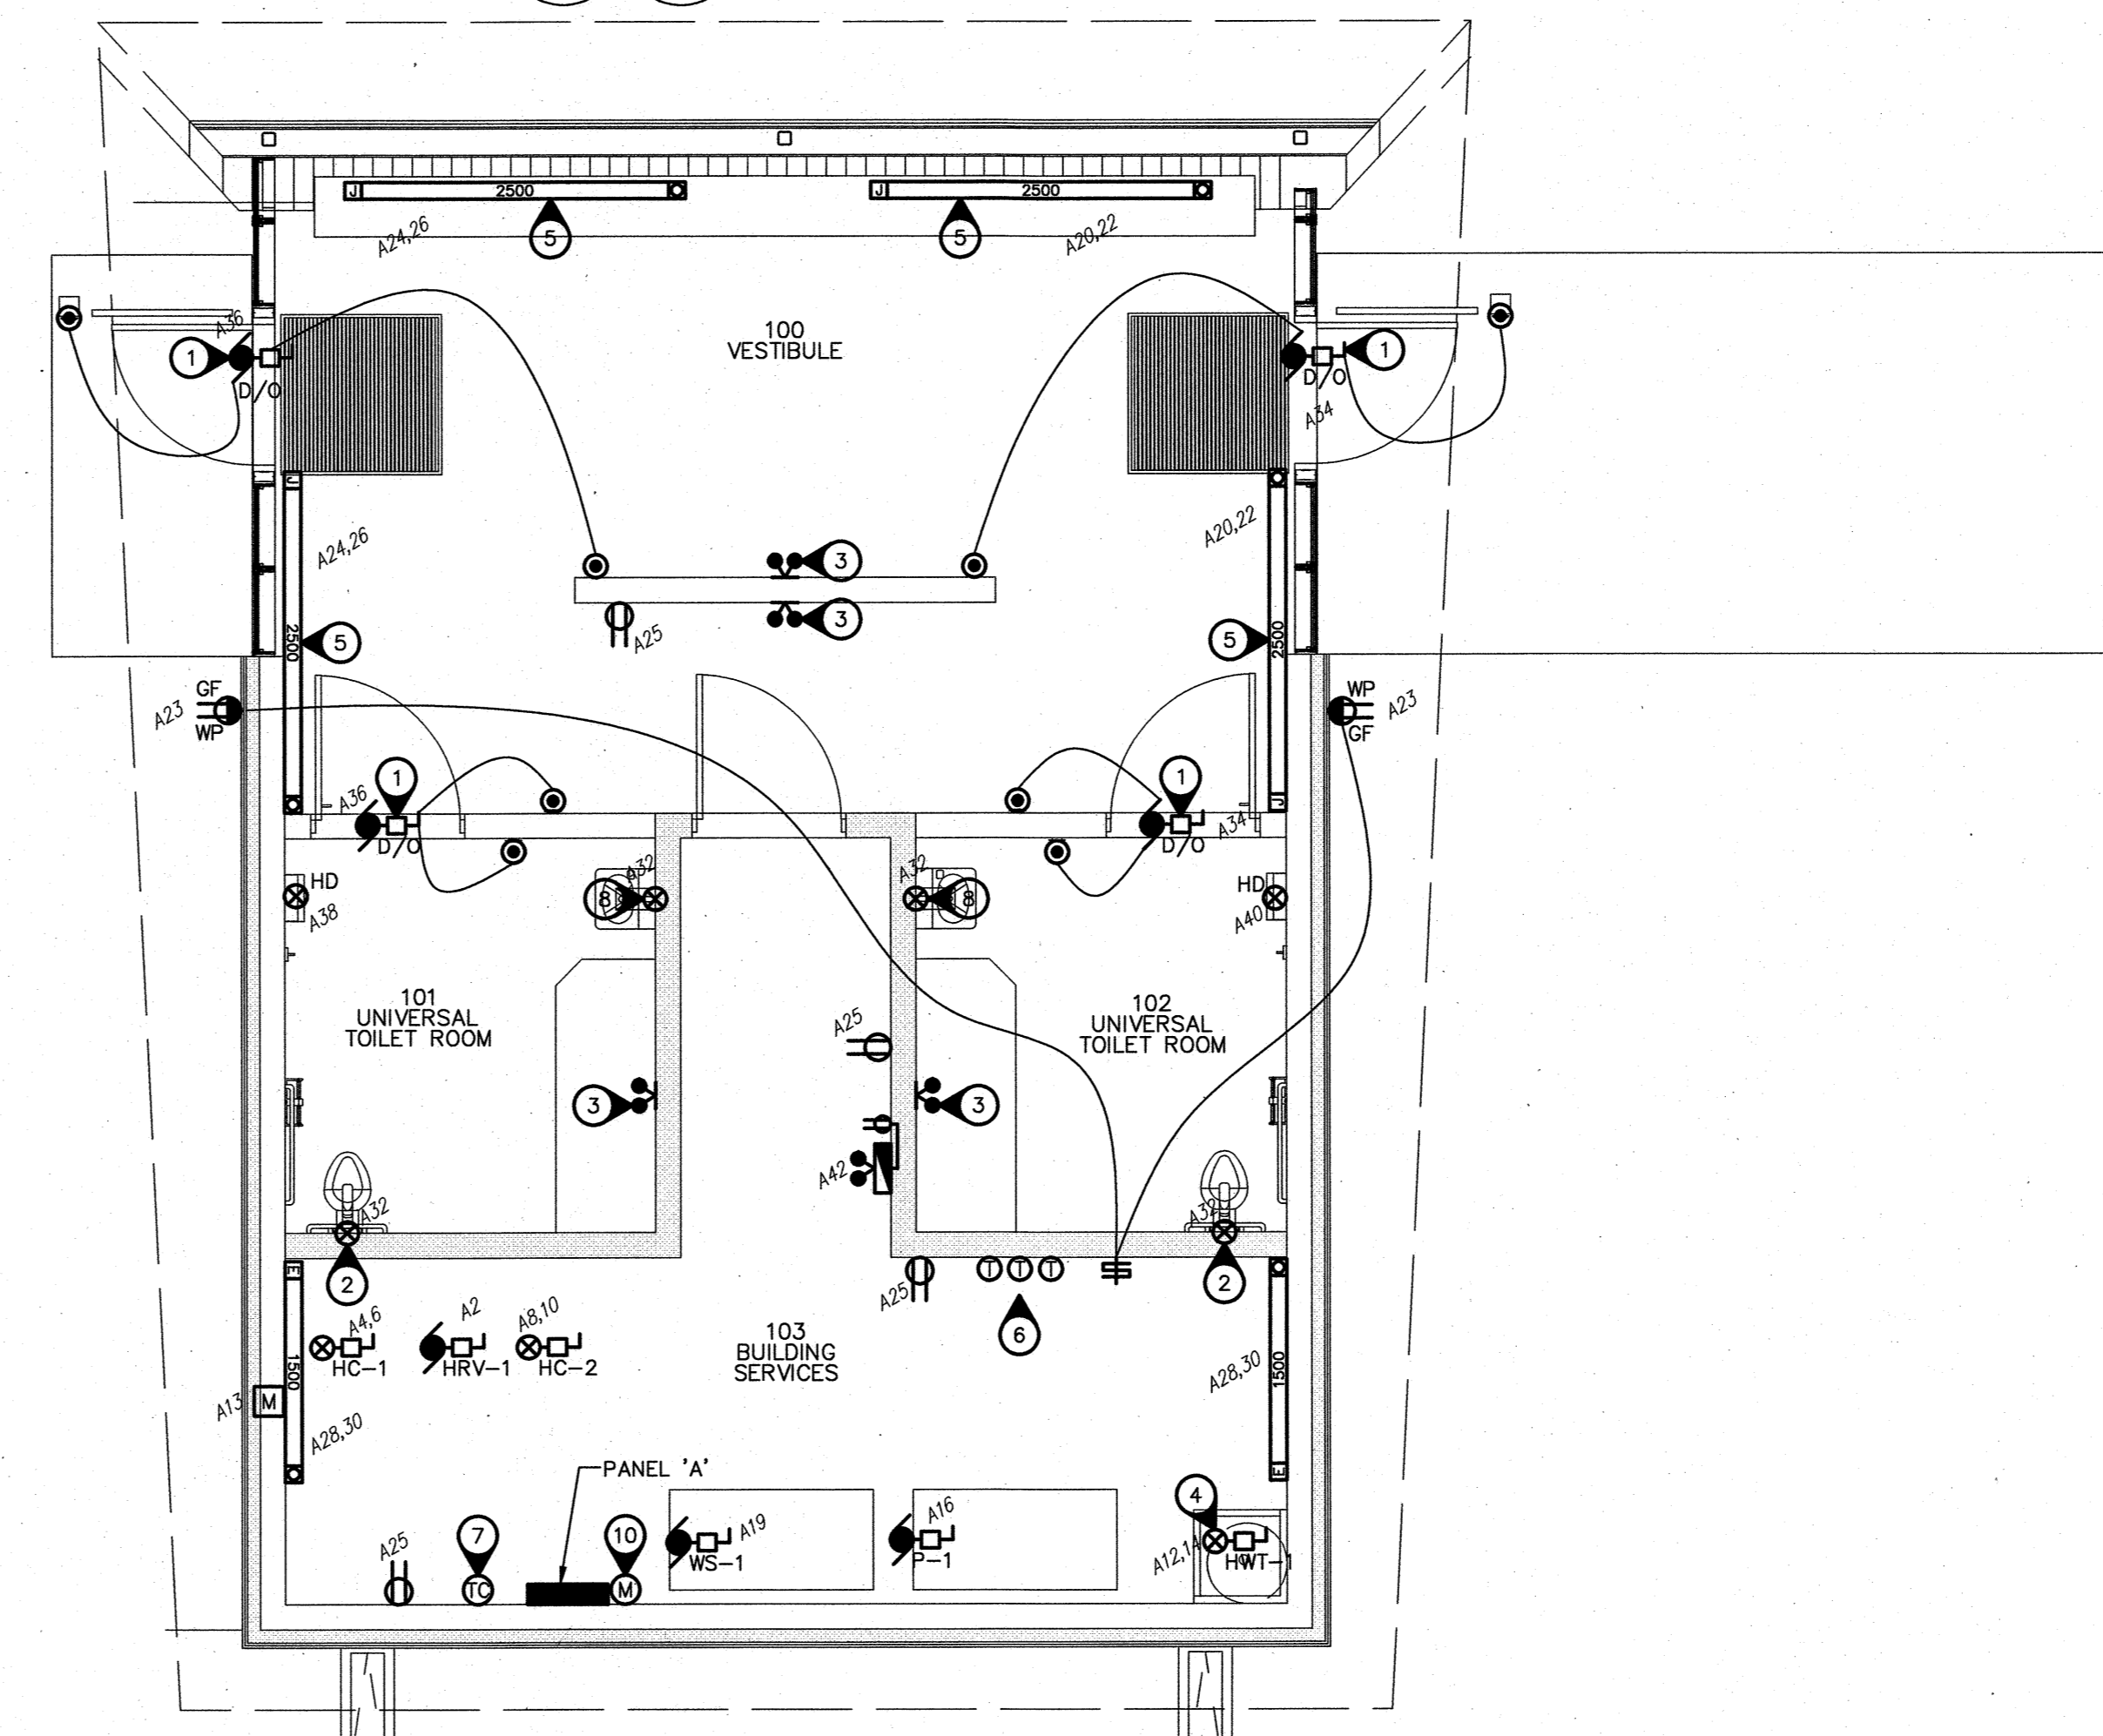 J 2500
J 2500
5
5
A24,26
A20,22
100
VESTIBULE
A36
1
D/O
1
D/O
A34
J
J
A24,26
A20,22
3
3
A25
2500
5
5
2500
GF
WP
A23
WP
GF
A23
1
A36
D/O
1
A34
D/O
A32
A32
8
8
HD
A38
HD
A40
101
UNIVERSAL
TOILET ROOM
A25
102
UNIVERSAL
TOILET ROOM
3
3
A42
A32
A32
2
2
E
A25
T T T
6
A4,6
HC-1
A2
HRV-1
A8,10
HC-2
103
BUILDING
SERVICES
1500
A28,30
1500
A13
M
A28,30
E
PANEL 'A'
A25
7
TC
10
M
A19
WS-1
A16
P-1
4
A12,14
HWT-1